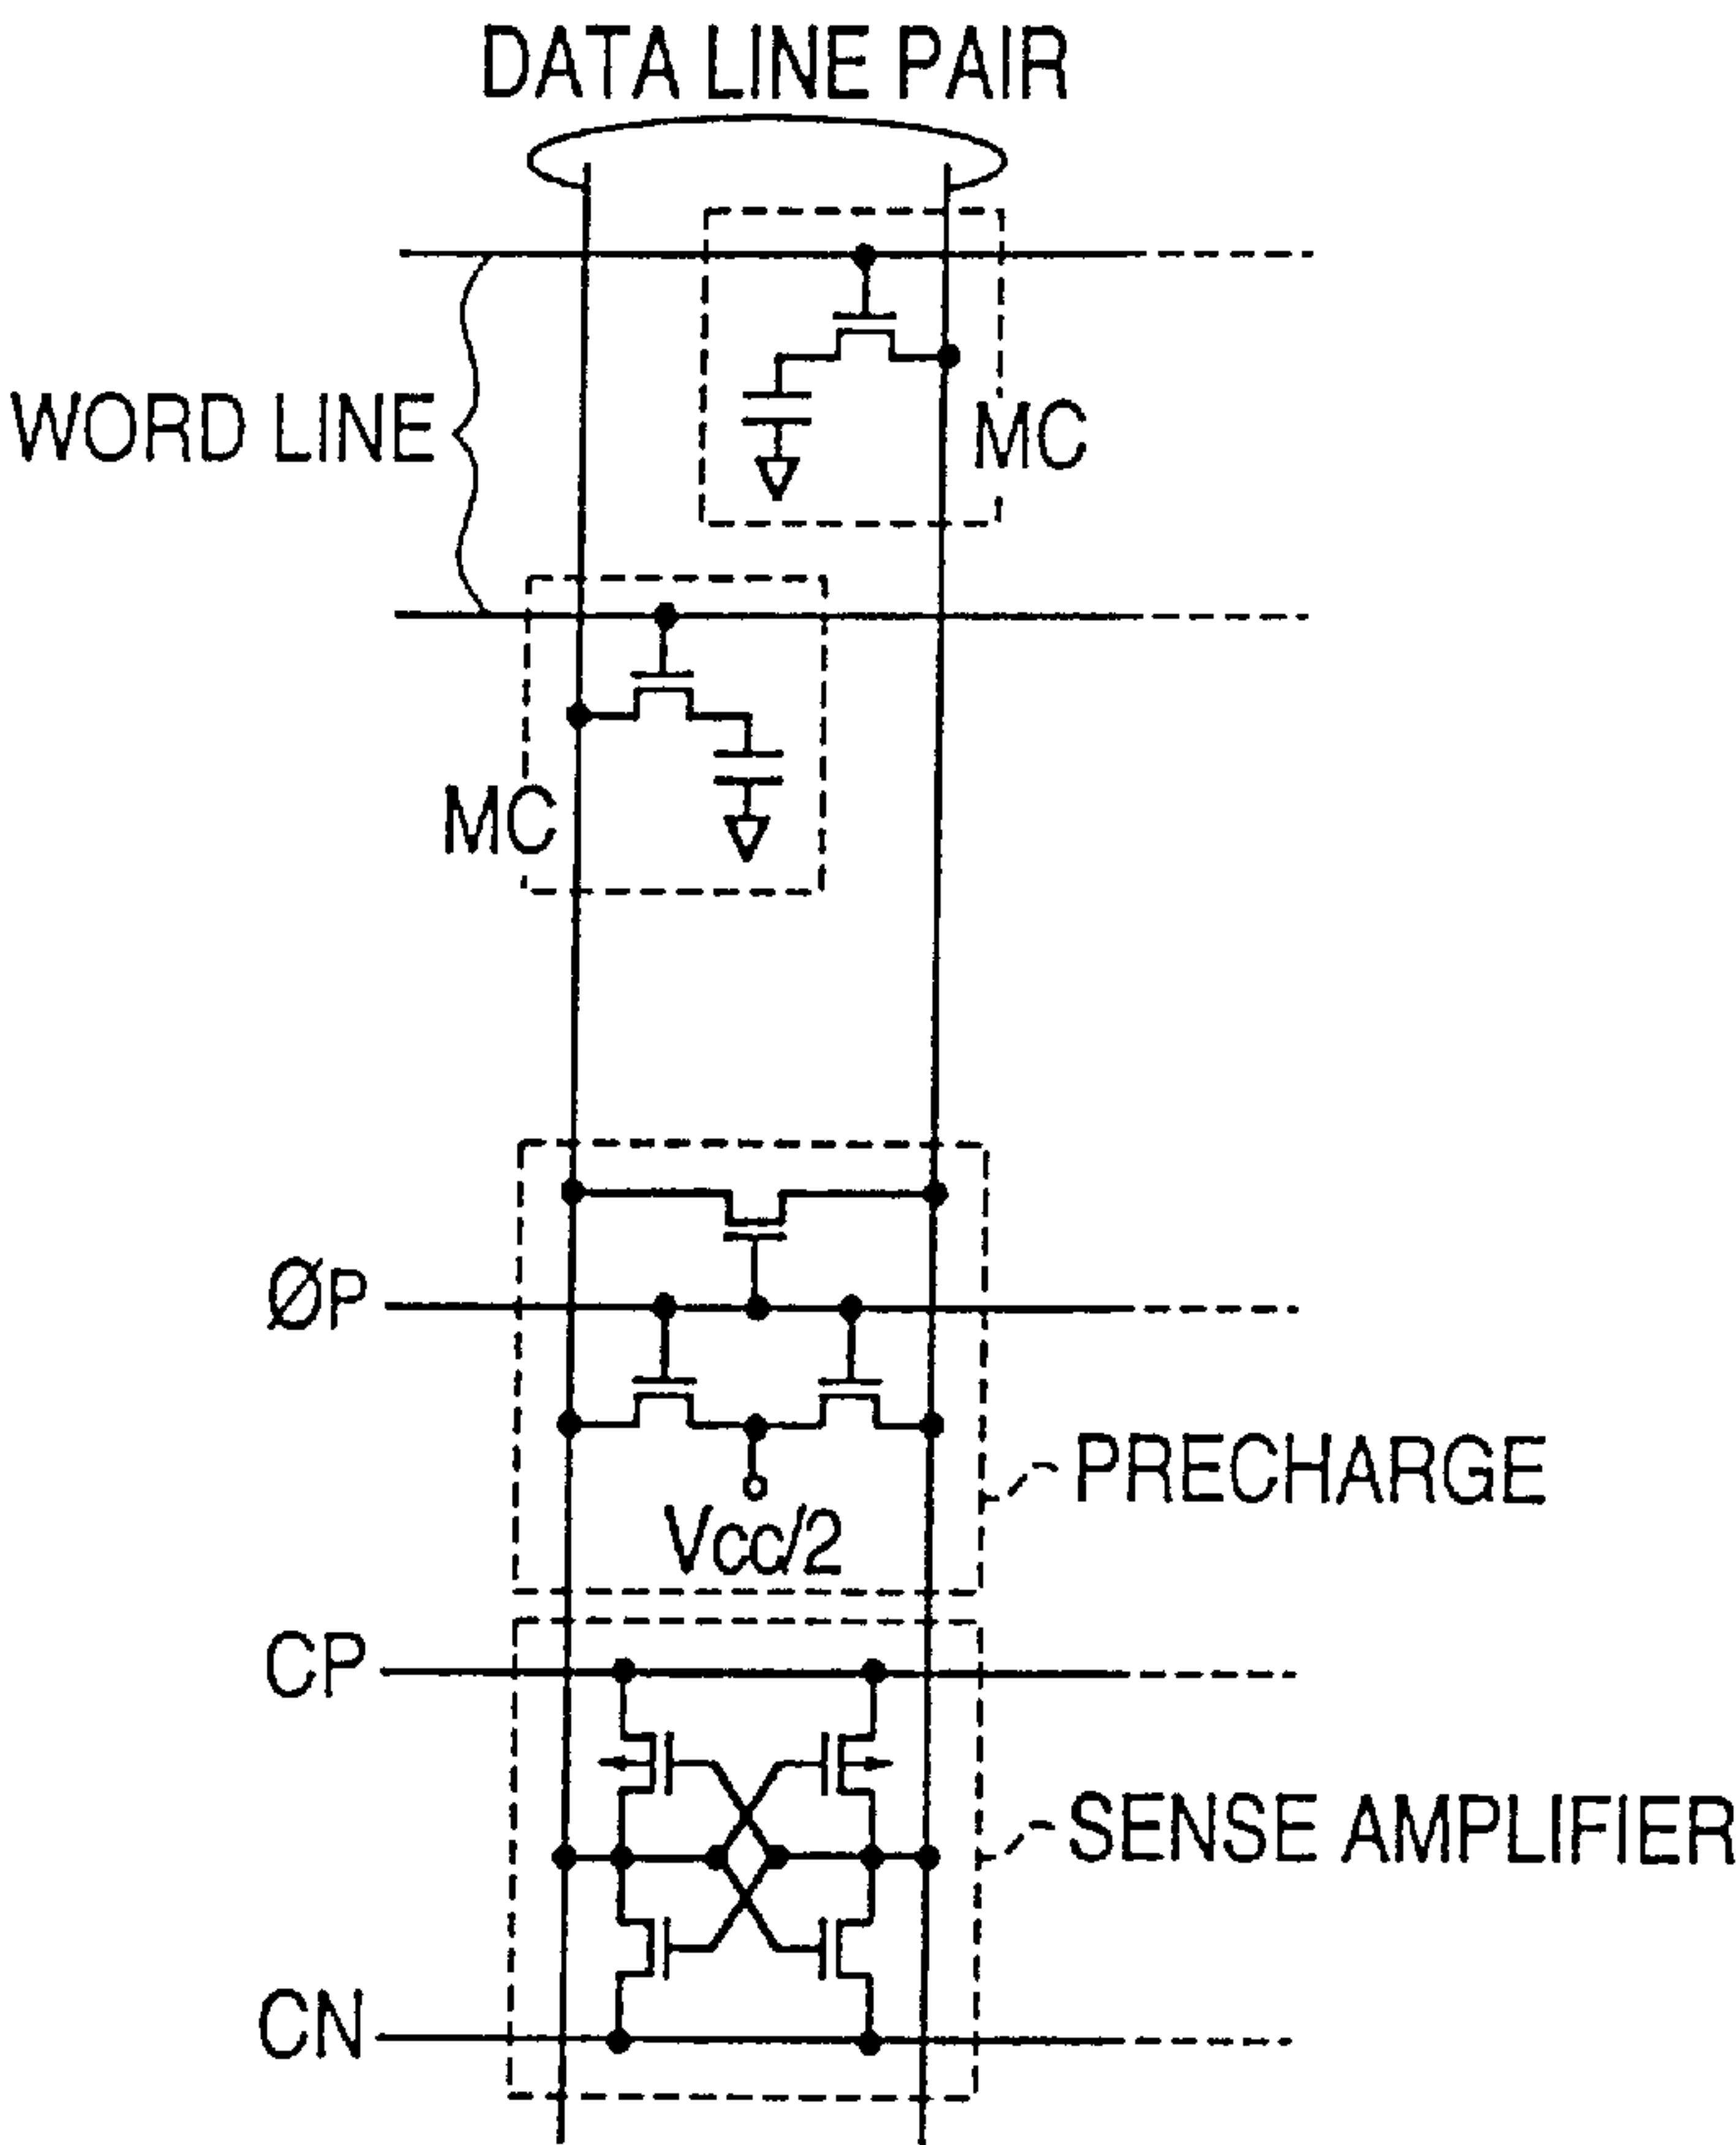 DATA LINE PAIR
WORD LINE
MC
MC
ØP
PRECHARGE
Vcc/2
CP
SENSE AMPLIFIER
CN